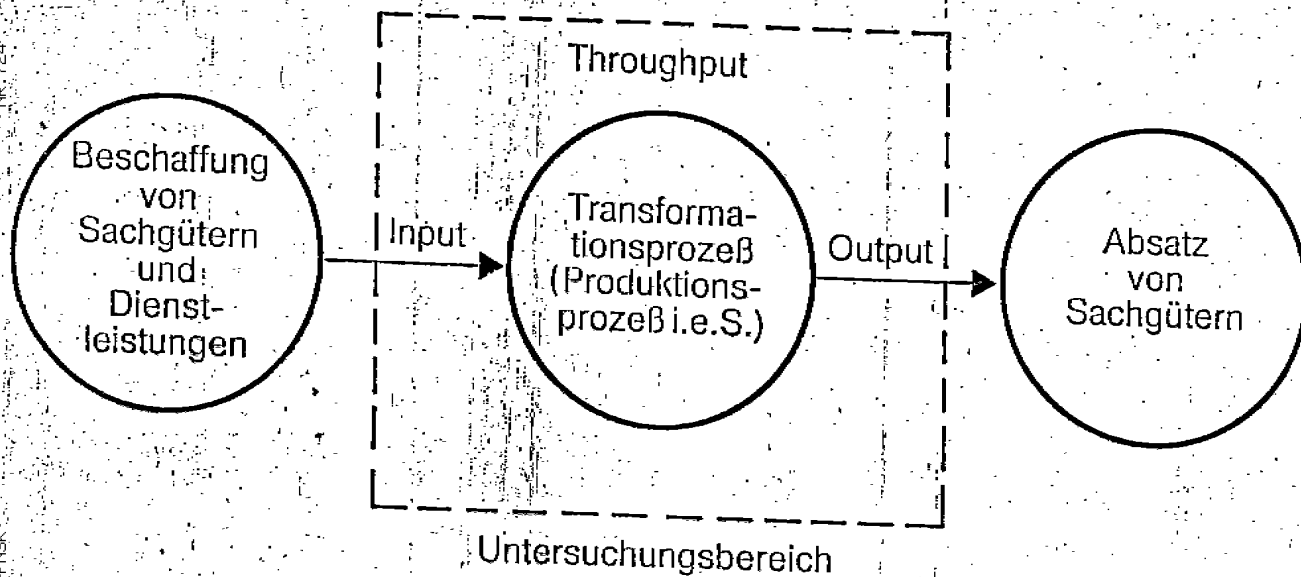 Throughput
Beschaffung
von
Sachgütern
und
Dienst-
leistungen
Input
Transforma-
tionsprozeß
(Produktions-
prozeß i.e.S.)
Output
Absatz
von
Sachgütern
Untersuchungsbereich